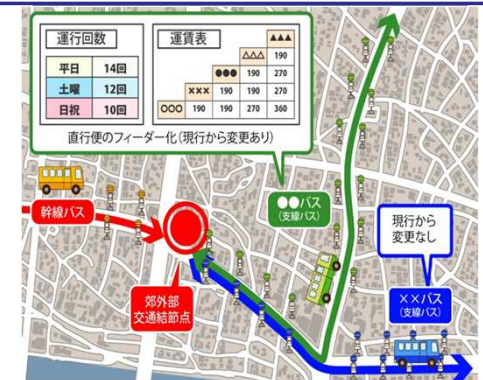 運行回数
平日 14回
土曜 12回
日祝 10回
運賃表
▲▲▲
△△△ 190
●●● 190 270
××× 190 190 270
○○○ 190 190 270 360
直行便のフィーダー化(現行から変更あり)
幹線バス
●●バス
(支線バス)
現行から
変更なし
郊外部
交通結節点
××バス
(支線バス)